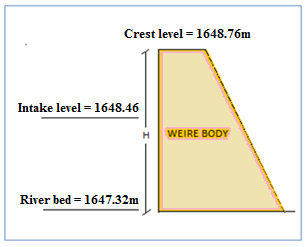 Crest level = 1648.76m
Intake level = 1648.46
H
WEIRE BODY
River bed = 1647.32m